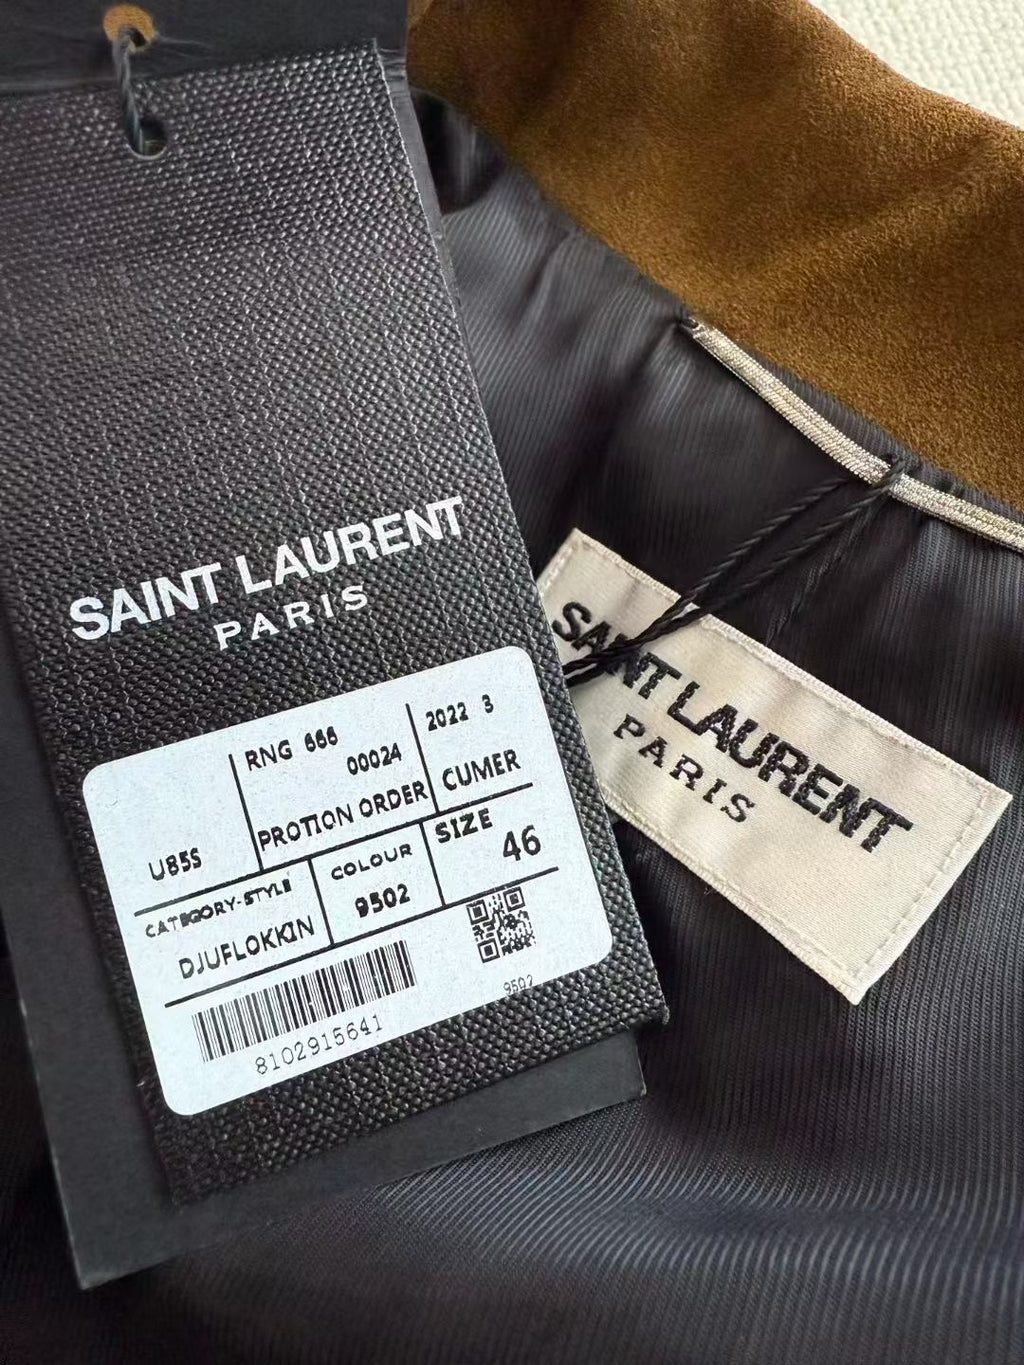 SAINT LAURENT
PARIS
RNG 666
2022 3
00024
U85S
PROTION ORDER
CUMER
CATEGORY-STYLE
COLOUR
SIZE
46
DJUFLOKKIN
9502
8102915641
9502
SAINT LAURENT
PARIS